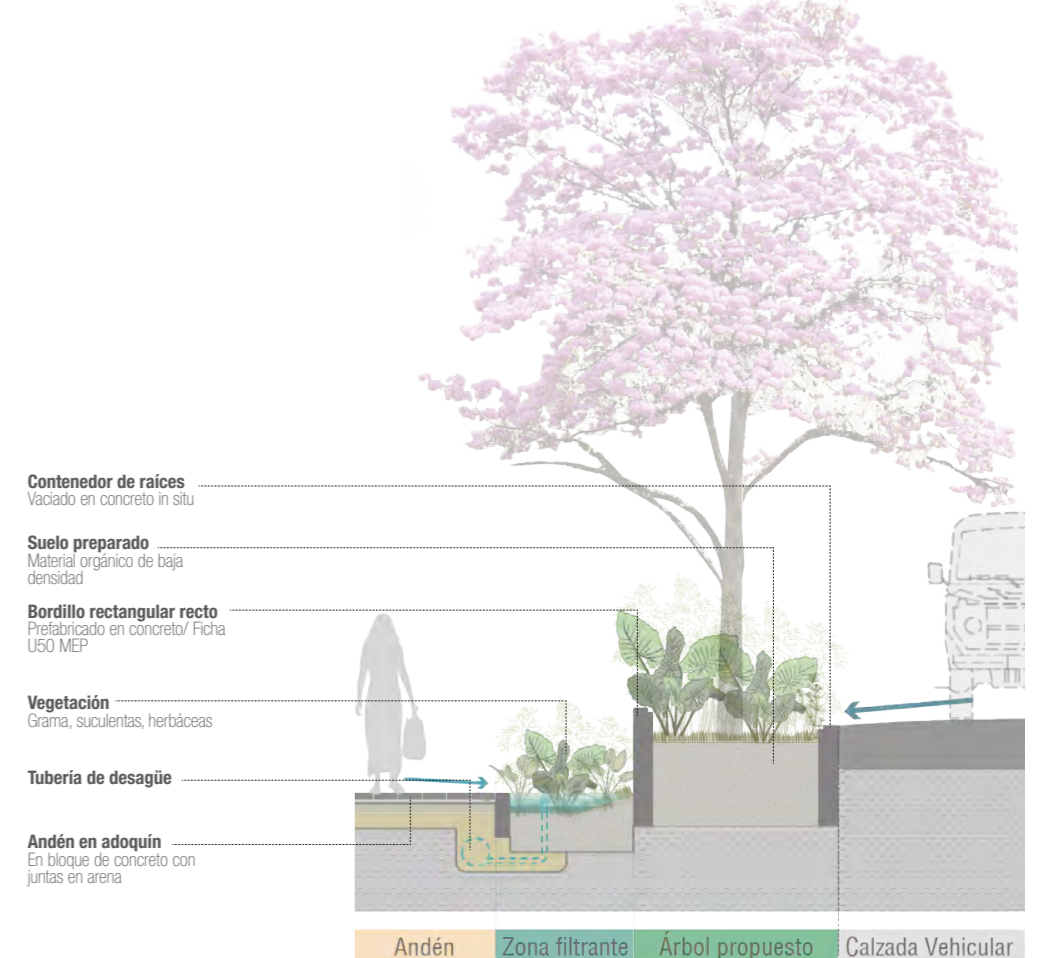 Contenedor de raíces
Vaciado en concreto in situ
Suelo preparado
Material orgánico de baja
densidad
Bordillo rectangular recto
Prefabricado en concreto/ Ficha
U50 MEP
Vegetación
Grama, suculentas, herbáceas
Tubería de desagüe
Andén en adoquín
En bloque de concreto con
juntas en arena
Andén
Zona filtrante
Árbol propuesto
Calzada Vehicular